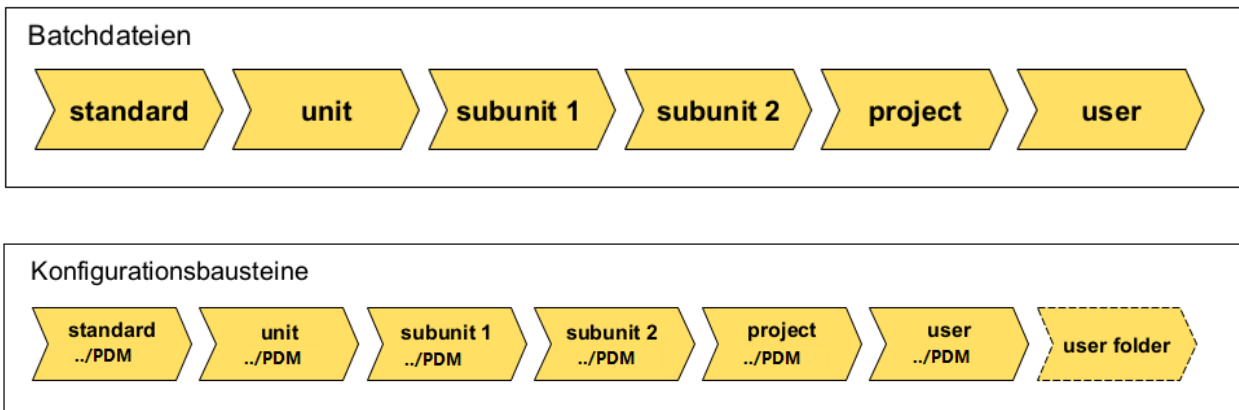 Batchdateien
standard unit subunit 1 subunit 2 project user
Konfigurationsbausteine
standard unit subunit 1 subunit 2 project user user folder
../PDM ../PDM ../PDM ../PDM ../PDM ../PDM